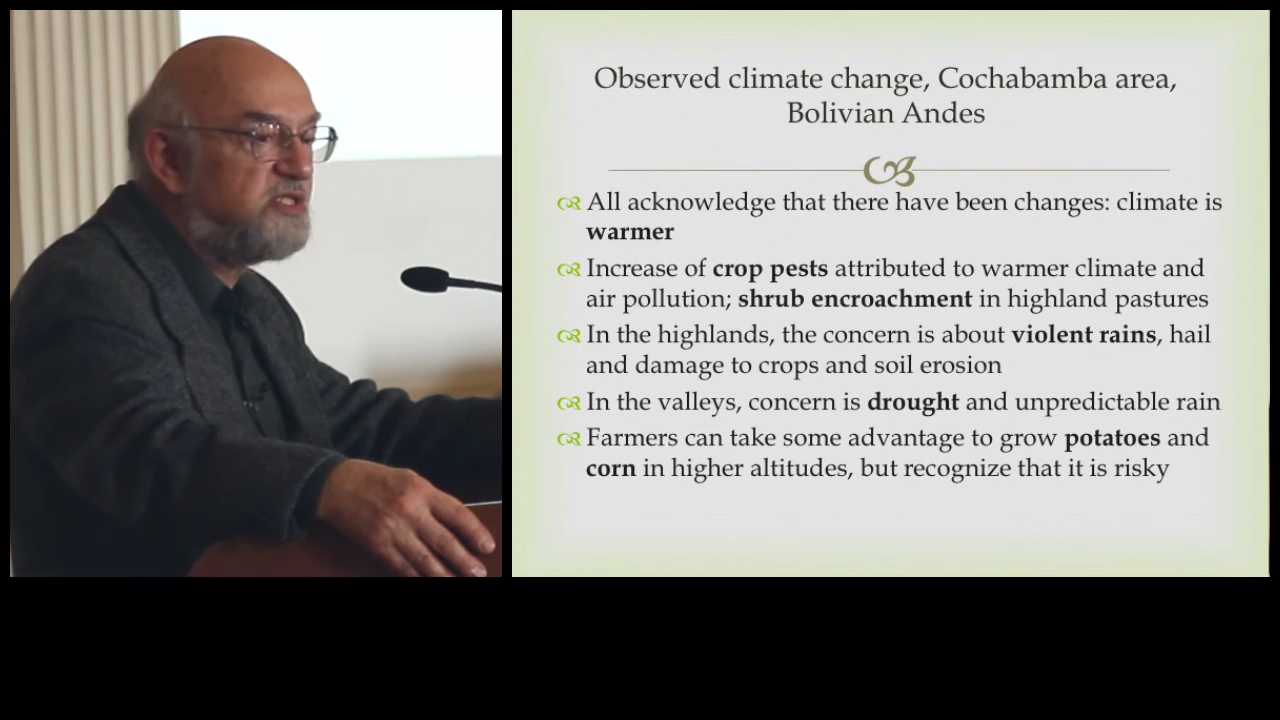 Observed climate change, Cochabamba area,
Bolivian Andes
All acknowledge that there have been changes: climate is
warmer
Increase of crop pests attributed to warmer climate and
air pollution; shrub encroachment in highland pastures
In the highlands, the concern is about violent rains, hail
and damage to crops and soil erosion
In the valleys, concern is drought and unpredictable rain
Farmers can take some advantage to grow potatoes and
corn in higher altitudes, but recognize that it is risky